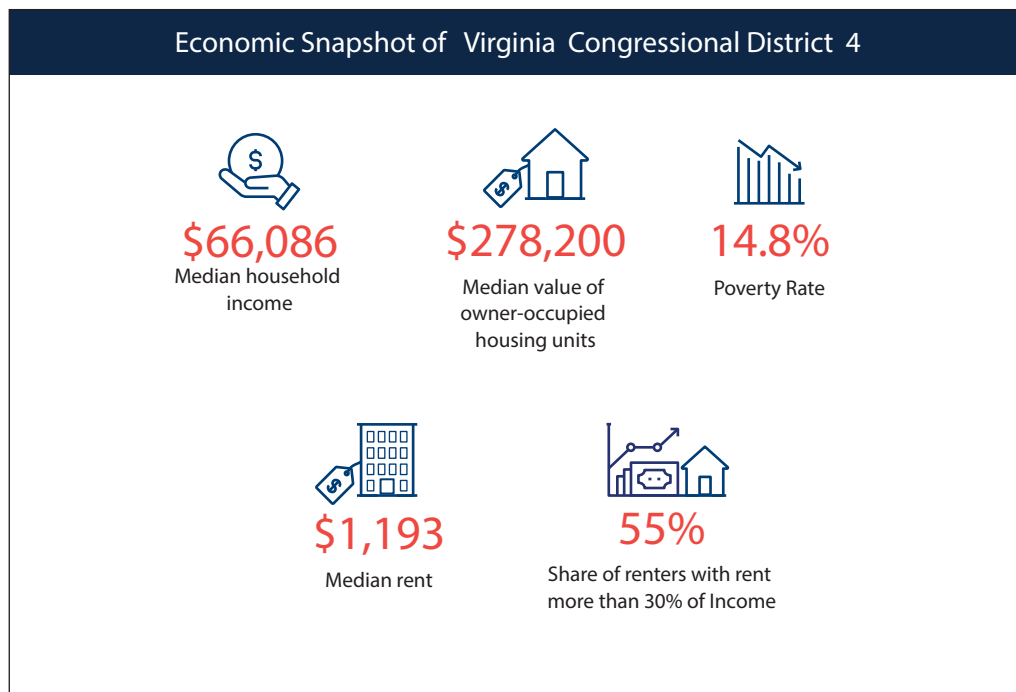 Economic Snapshot of Virginia Congressional District 4
$
$66,086
Median household
income
$
$278,200
Median value of
owner-occupied
housing units
14.8%
Poverty Rate
$
$1,193
Median rent
55%
Share of renters with rent
more than 30% of Income